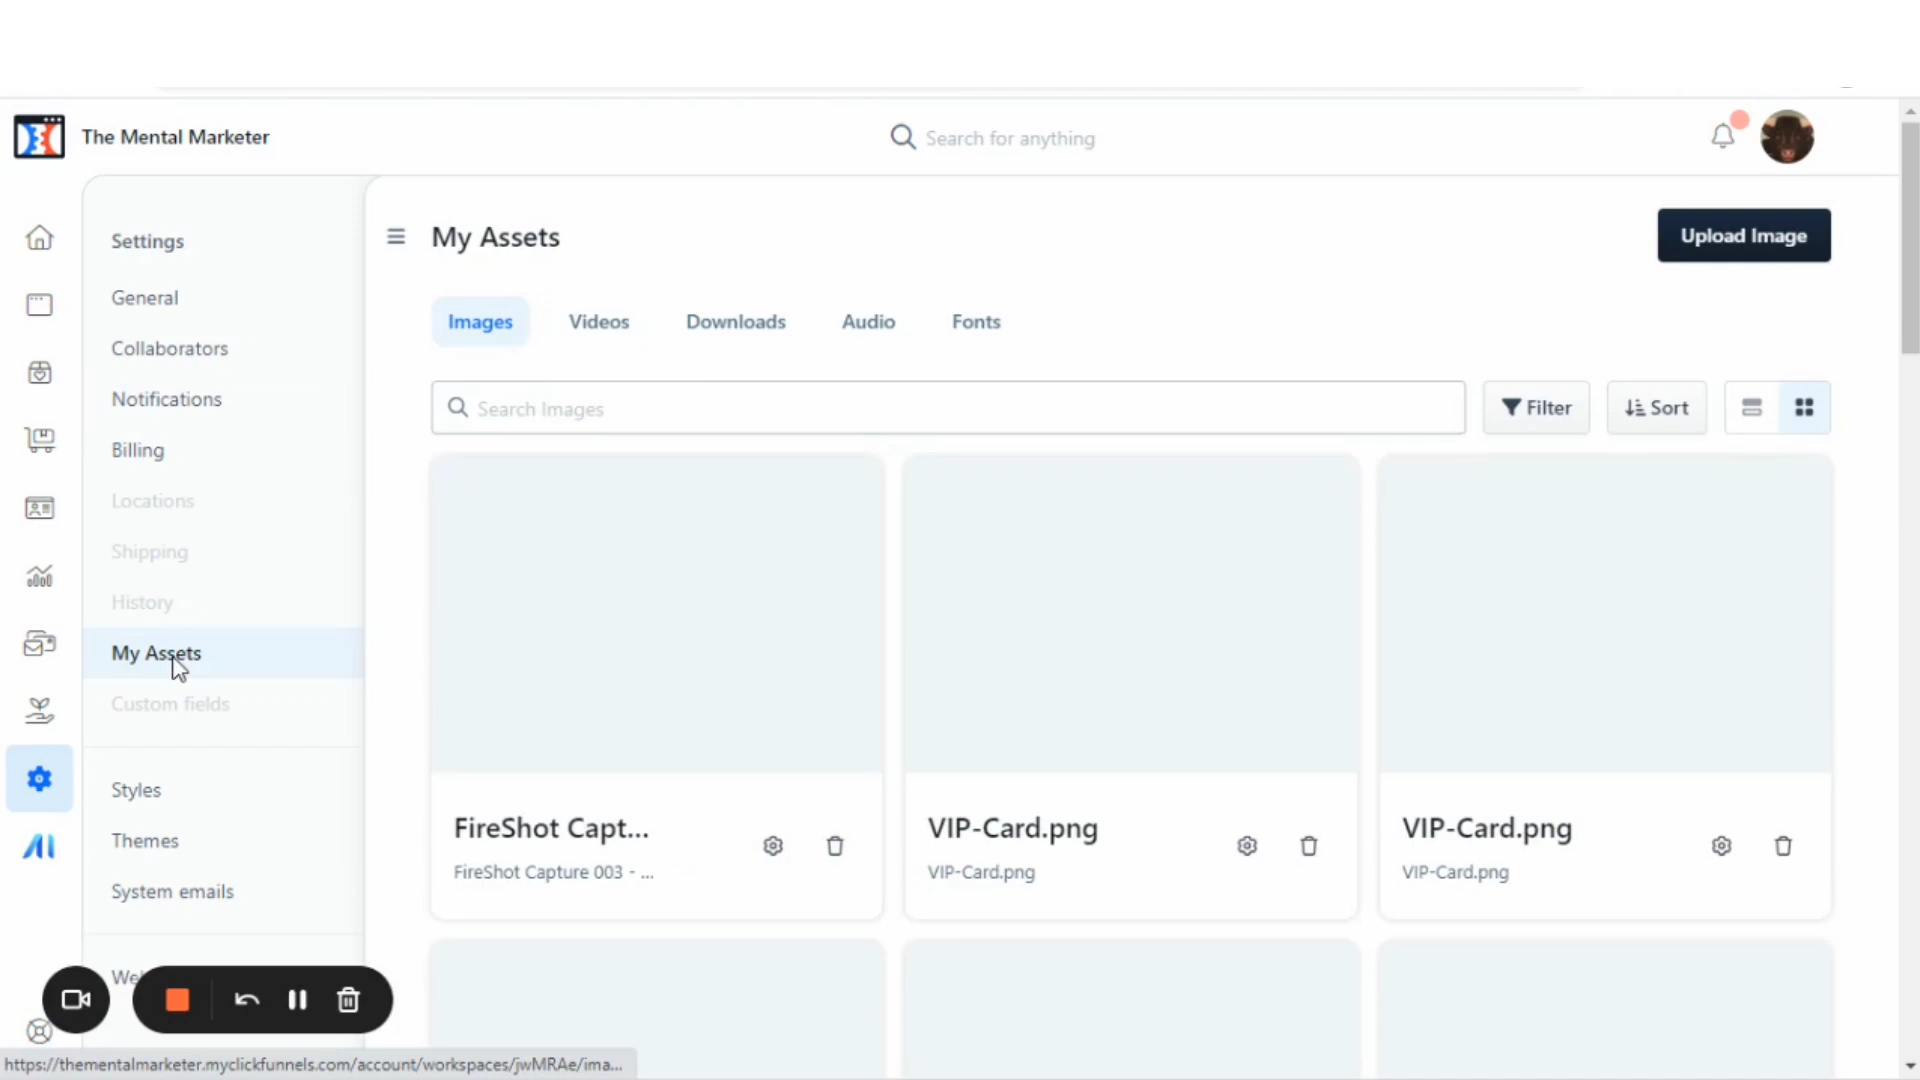 The Mental Marketer
Search for anything
Settings
General
Collaborators
Notifications
Billing
Locations
Shipping
History
My Assets
Custom fields
Styles
Themes
System emails
We
My Assets
Upload Image
Images
Videos
Downloads
Audio
Fonts
Search Images
Filter
Sort
FireShot Capt...
FireShot Capture 003 - ...
VIP-Card.png
VIP-Card.png
VIP-Card.png
VIP-Card.png
https://thementalmarketer.myclickfunnels.com/account/workspaces/jwMRAe/ima...